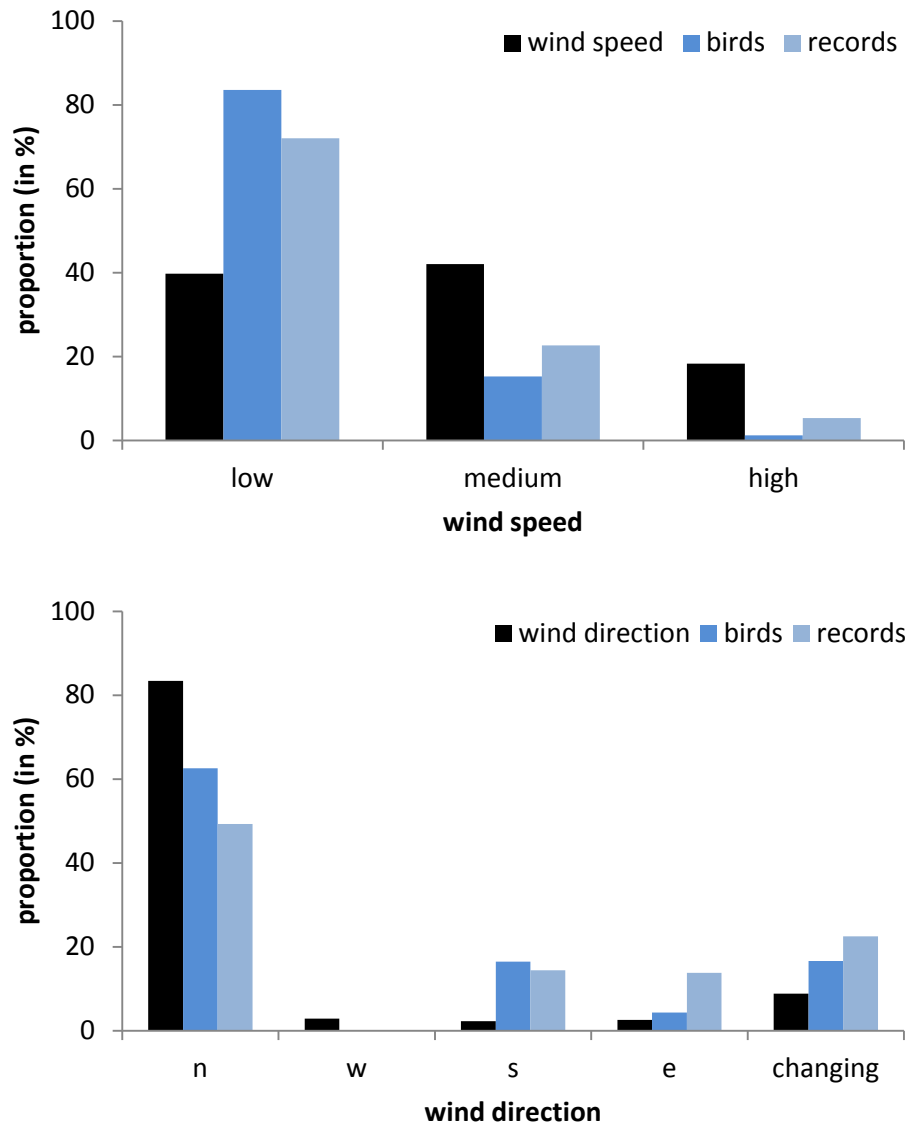 100
80
60
40
20
0
proportion (in %)
wind speed birds records
low medium high
wind speed
100
80
60
40
20
0
proportion (in %)
wind direction birds records
n w s e changing
wind direction